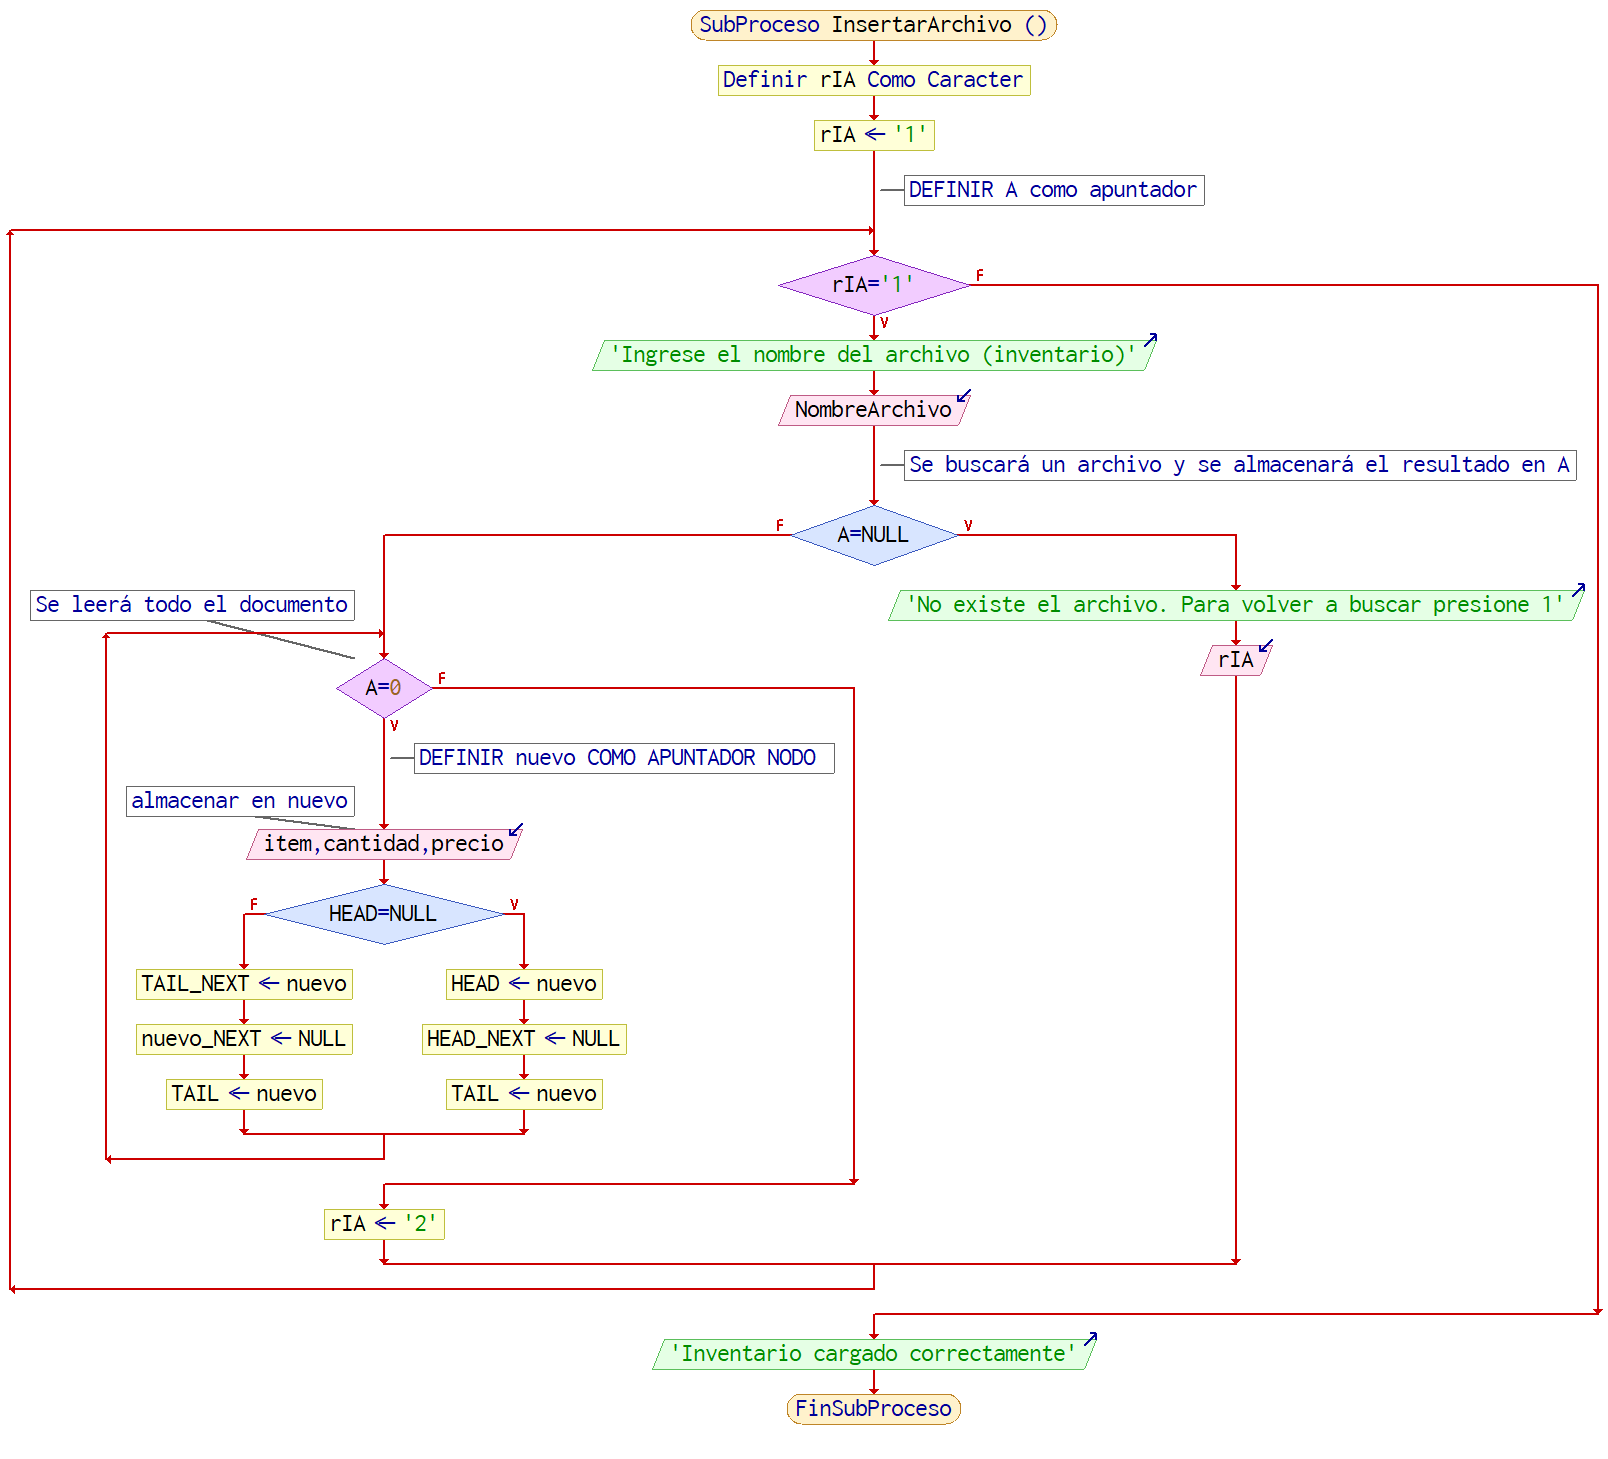 SubProceso InsertarArchivo ()
Definir rIA Como Caracter
rIA ← '1'
DEFINIR A como apuntador
rIA='1'
F
V
'Ingrese el nombre del archivo (inventario)'
NombreArchivo
Se buscará un archivo y se almacenará el resultado en A
F
A=NULL
V
Se leerá todo el documento
'No existe el archivo. Para volver a buscar presione 1'
rIA
A=0
F
V
DEFINIR nuevo COMO APUNTADOR NODO
almacenar en nuevo
item,cantidad,precio
F
HEAD=NULL
V
TAIL_NEXT ← nuevo
HEAD ← nuevo
nuevo_NEXT ← NULL
HEAD_NEXT ← NULL
TAIL ← nuevo
TAIL ← nuevo
rIA ← '2'
'Inventario cargado correctamente'
FinSubProceso